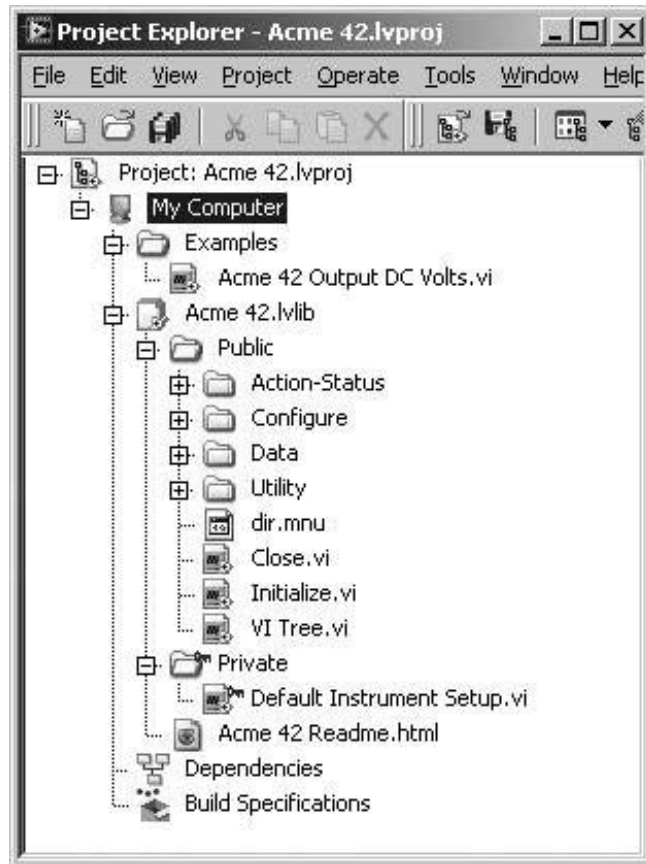 Project Explorer - Acme 42.lvproj
File Edit View Project Operate Tools Window Help
Project: Acme 42.lvproj
My Computer
Examples
Acme 42 Output DC Volts.vi
Acme 42.lvlib
Public
Action-Status
Configure
Data
Utility
dir.mnu
Close.vi
Initialize.vi
VI Tree.vi
Private
Default Instrument Setup.vi
Acme 42 Readme.html
Dependencies
Build Specifications